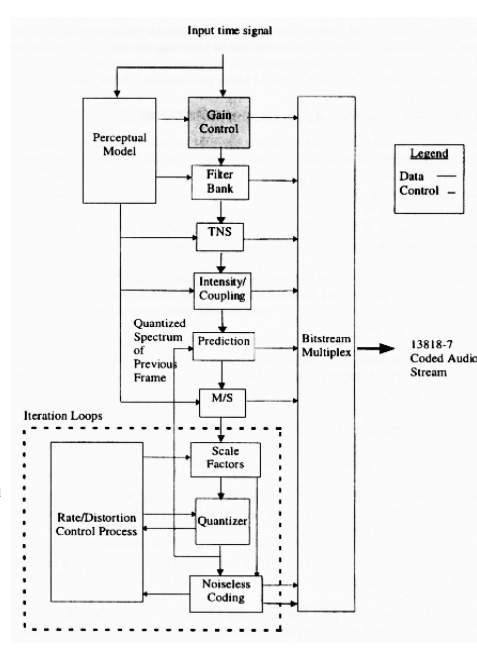 Input time signal
Perceptual
Model
Gain
Control
Legend
Data
Control
Filter
Bank
TNS
Intensity/
Coupling
Quantized
Spectrum
of
Previous
Frame
Prediction
Bitstream
Multiplex
13818-7
Coded Audio
Stream
M/S
Iteration Loops
Scale
Factors
Rate/Distortion
Control Process
Quantizer
Noiseless
Coding